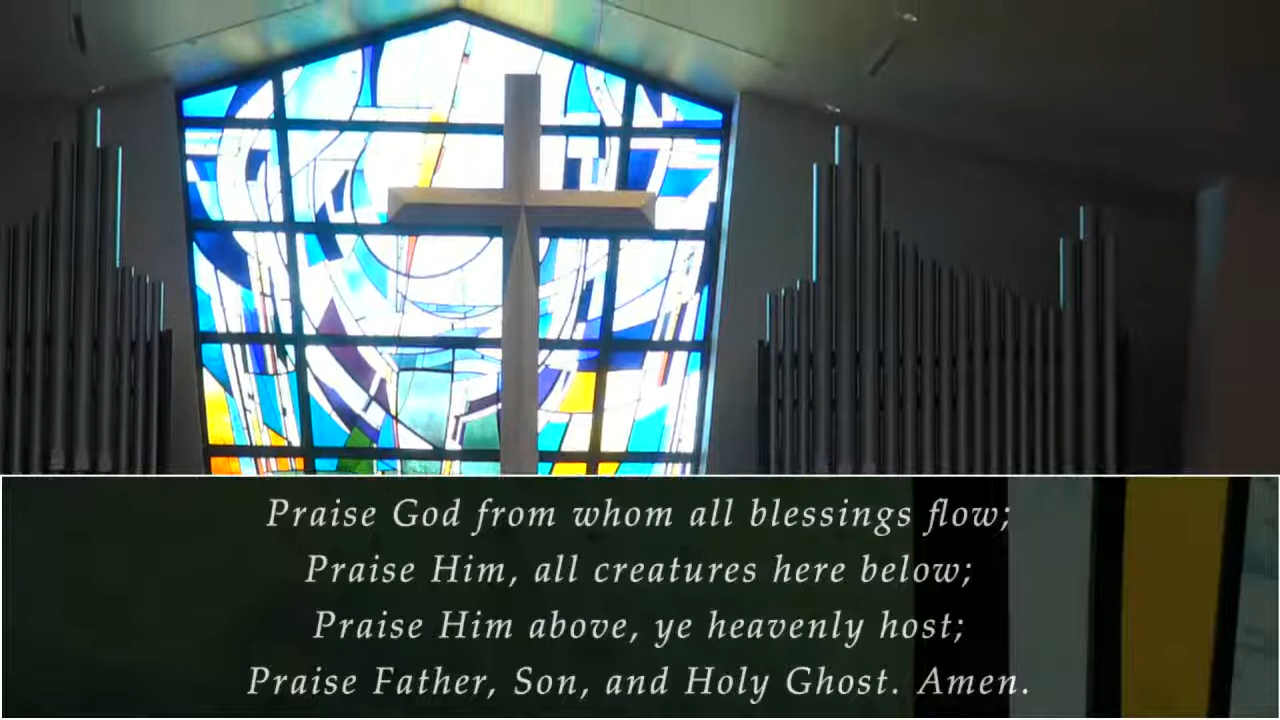 Praise God from whom all blessings flow;
Praise Him, all creatures here below;
Praise Him above, ye heavenly host;
Praise Father, Son, and Holy Ghost. Amen.